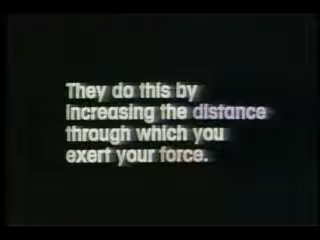 They do this by
increasing the distance
through which you
exert your force.